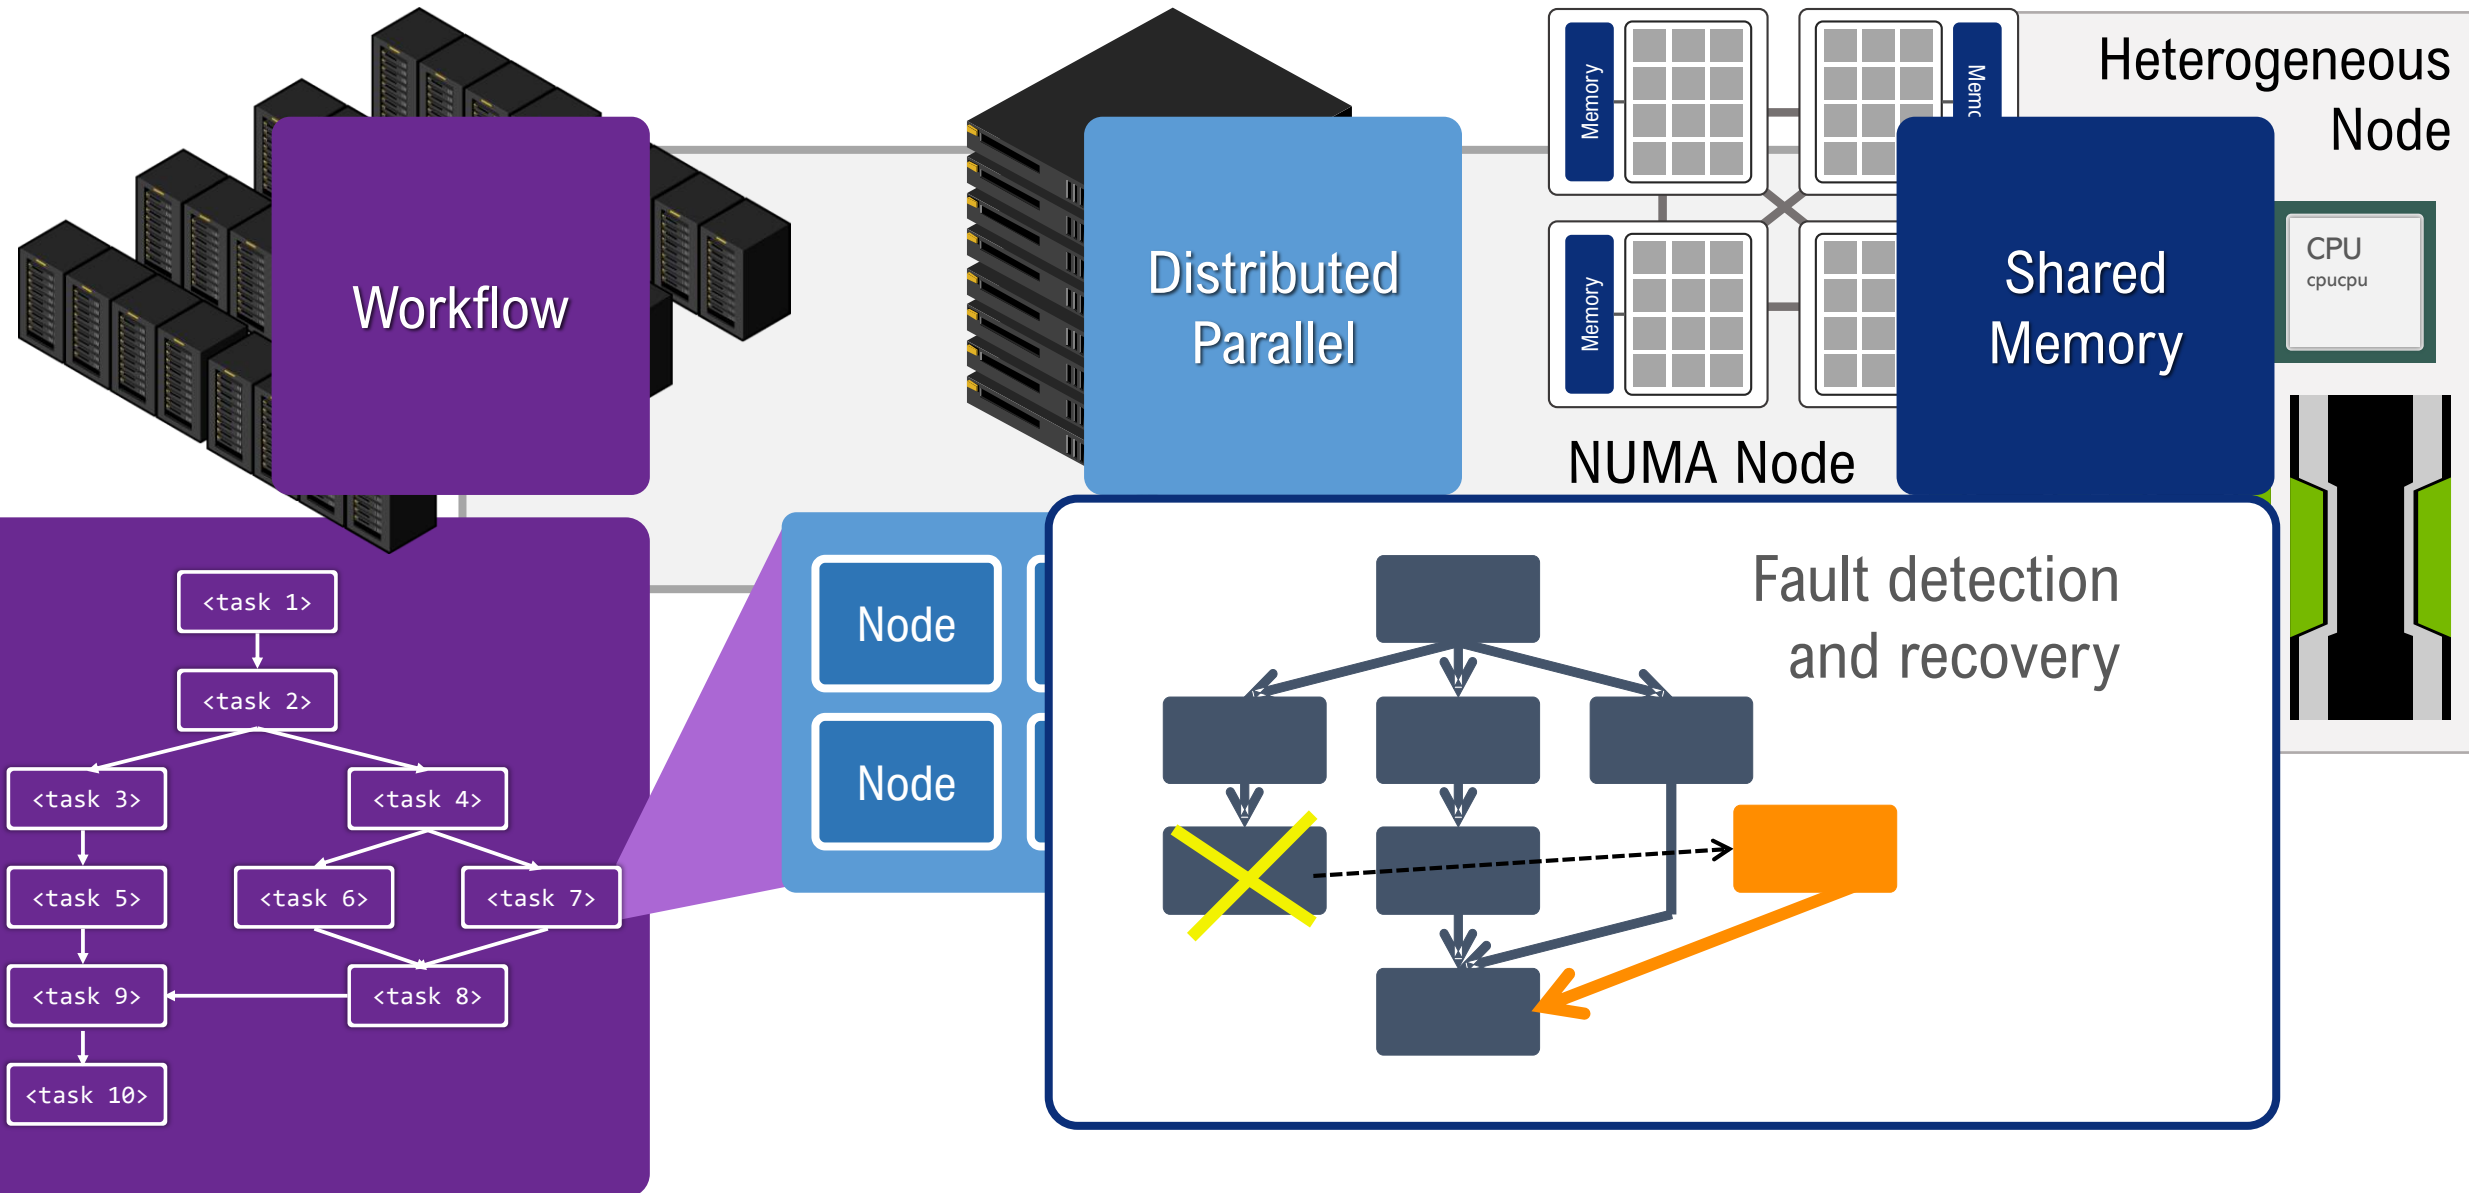 Workflow
Distributed
Parallel
Memory
Memory
NUMA Node
Shared
Memory
Heterogeneous
Node
CPU
cpucpu
<task 1>
<task 2>
<task 3>
<task 4>
<task 5>
<task 6>
<task 7>
<task 9>
<task 8>
<task 10>
Node
Node
Fault detection
and recovery